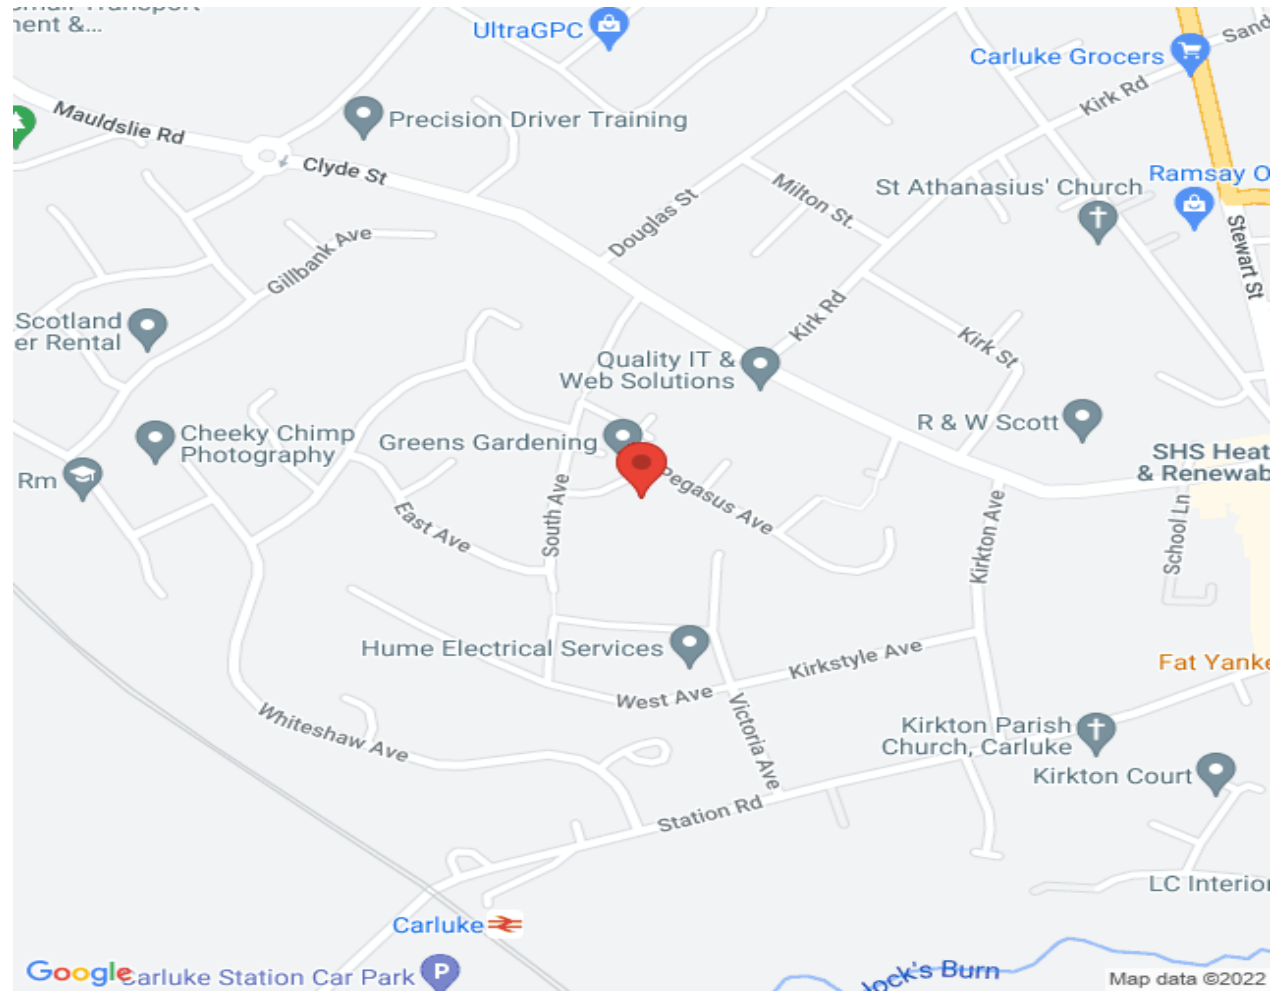 nent &...
UltraGPC
Carluke Grocers
Sand
Mauldslie Rd
Precision Driver Training
Kirk Rd
Clyde St
St Athanasius' Church
Ramsay O
Milton St.
Douglas St
Gillbank Ave
Stewart St
Scotland
er Rental
Kirk Rd
Kirk St
Quality IT &
Web Solutions
R & W Scott
Cheeky Chimp
Photography
Greens Gardening
SHS Heat
& Renewab
Rm
Pegasus Ave
East Ave
South Ave
Kirkton Ave
School Ln
Hume Electrical Services
Kirkstyle Ave
Fat Yanke
West Ave
Whiteshaw Ave
Victoria Ave
Kirkton Parish
Church, Carluke
Kirkton Court
Station Rd
LC Interior
Carluke
Google
Carluke Station Car Park
P
Jock's Burn
Map data ©2022